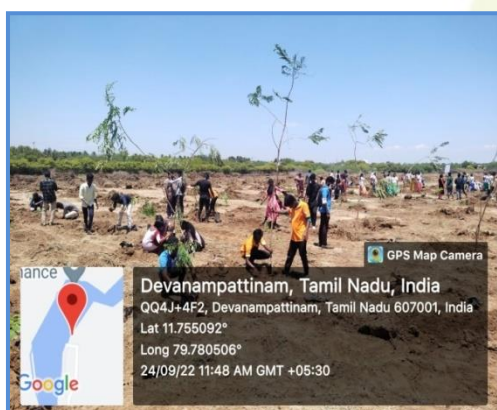 GPS Map Camera
ance
Google
Devanampattinam, Tamil Nadu, India
QQ4J+4F2, Devanampattinam, Tamil Nadu 607001, India
Lat 11.755092°
Long 79.780506°
24/09/22 11:48 AM GMT +05:30